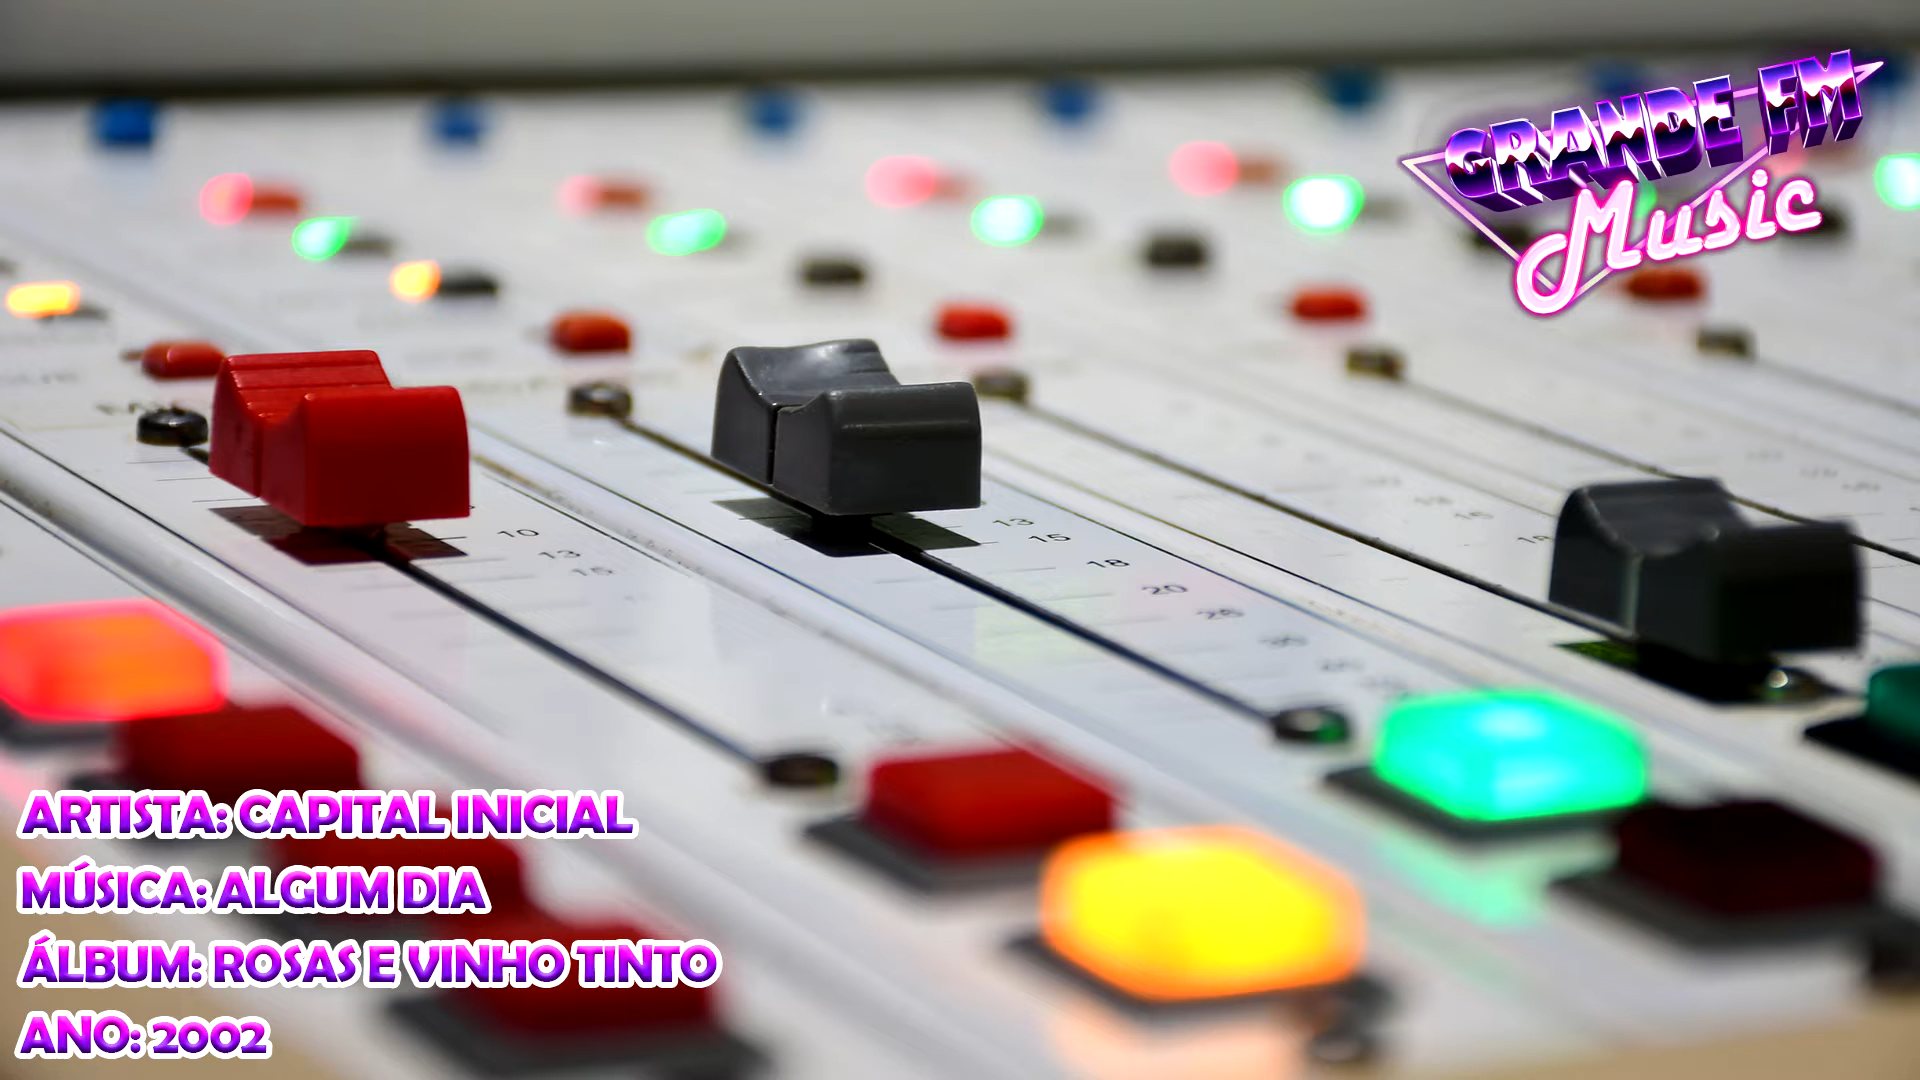 GRANDE FM
Music
10
13
15
13
15
18
20
ARTISTA: CAPITAL INICIAL
MÚSICA: ALGUM DIA
ÁLBUM: ROSAS E VINHO TINTO
ANO: 2002